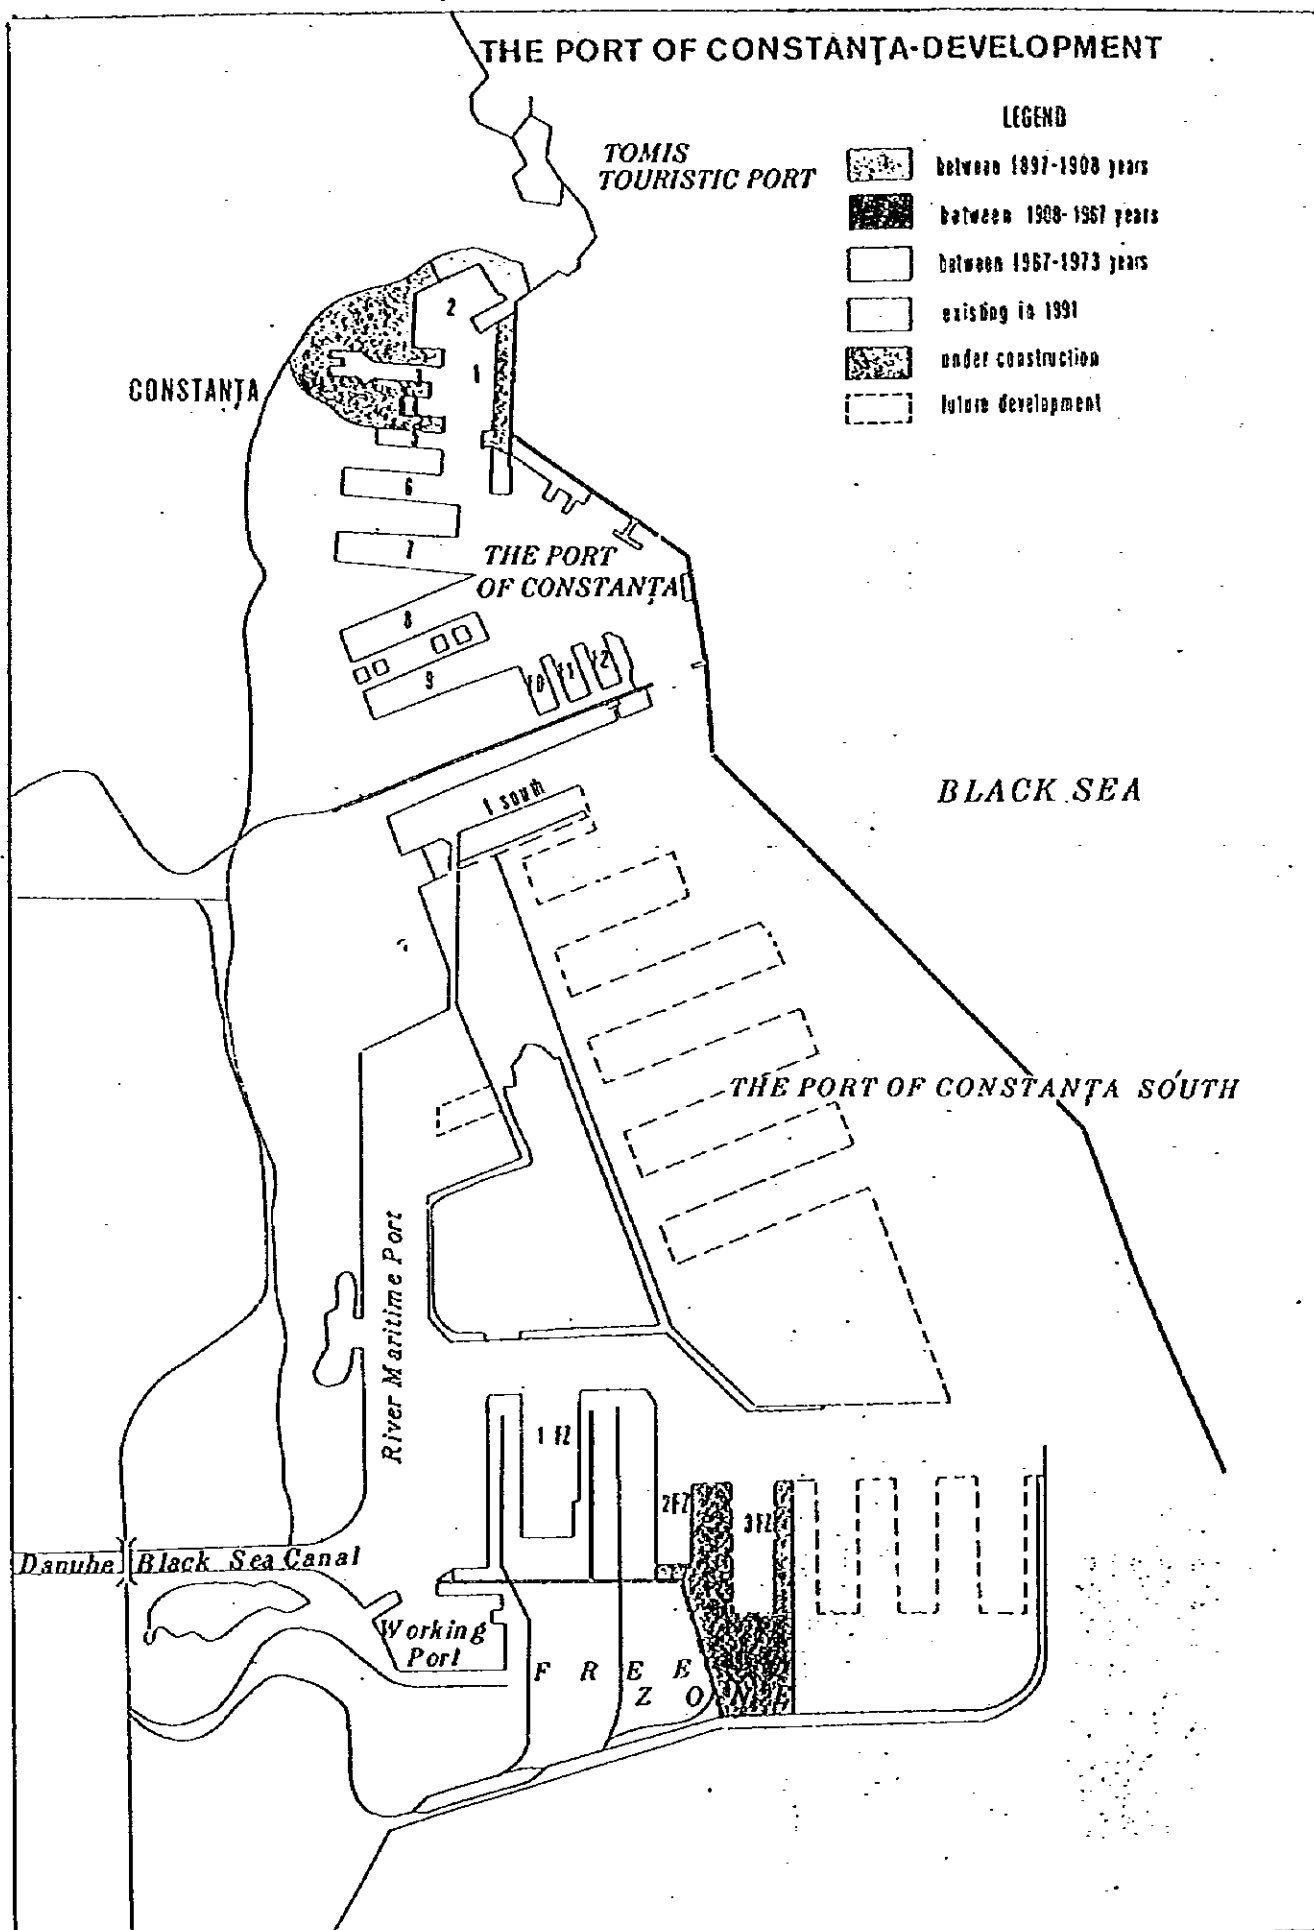 THE PORT OF CONSTANȚA-DEVELOPMENT
LEGEND
between 1897-1908 years
between 1908-1967 years
between 1967-1973 years
existing in 1991
under construction
future development
TOMIS
TOURISTIC PORT
CONSTANȚA
2
1
6
7
THE PORT
OF CONSTANȚA
8
9
10
11
12
BLACK SEA
1 south
THE PORT OF CONSTANȚA SOUTH
River Maritime Port
1 FZ
2FZ
3FZ
Danube
Black Sea Canal
Working
Port
FREE
ZONE